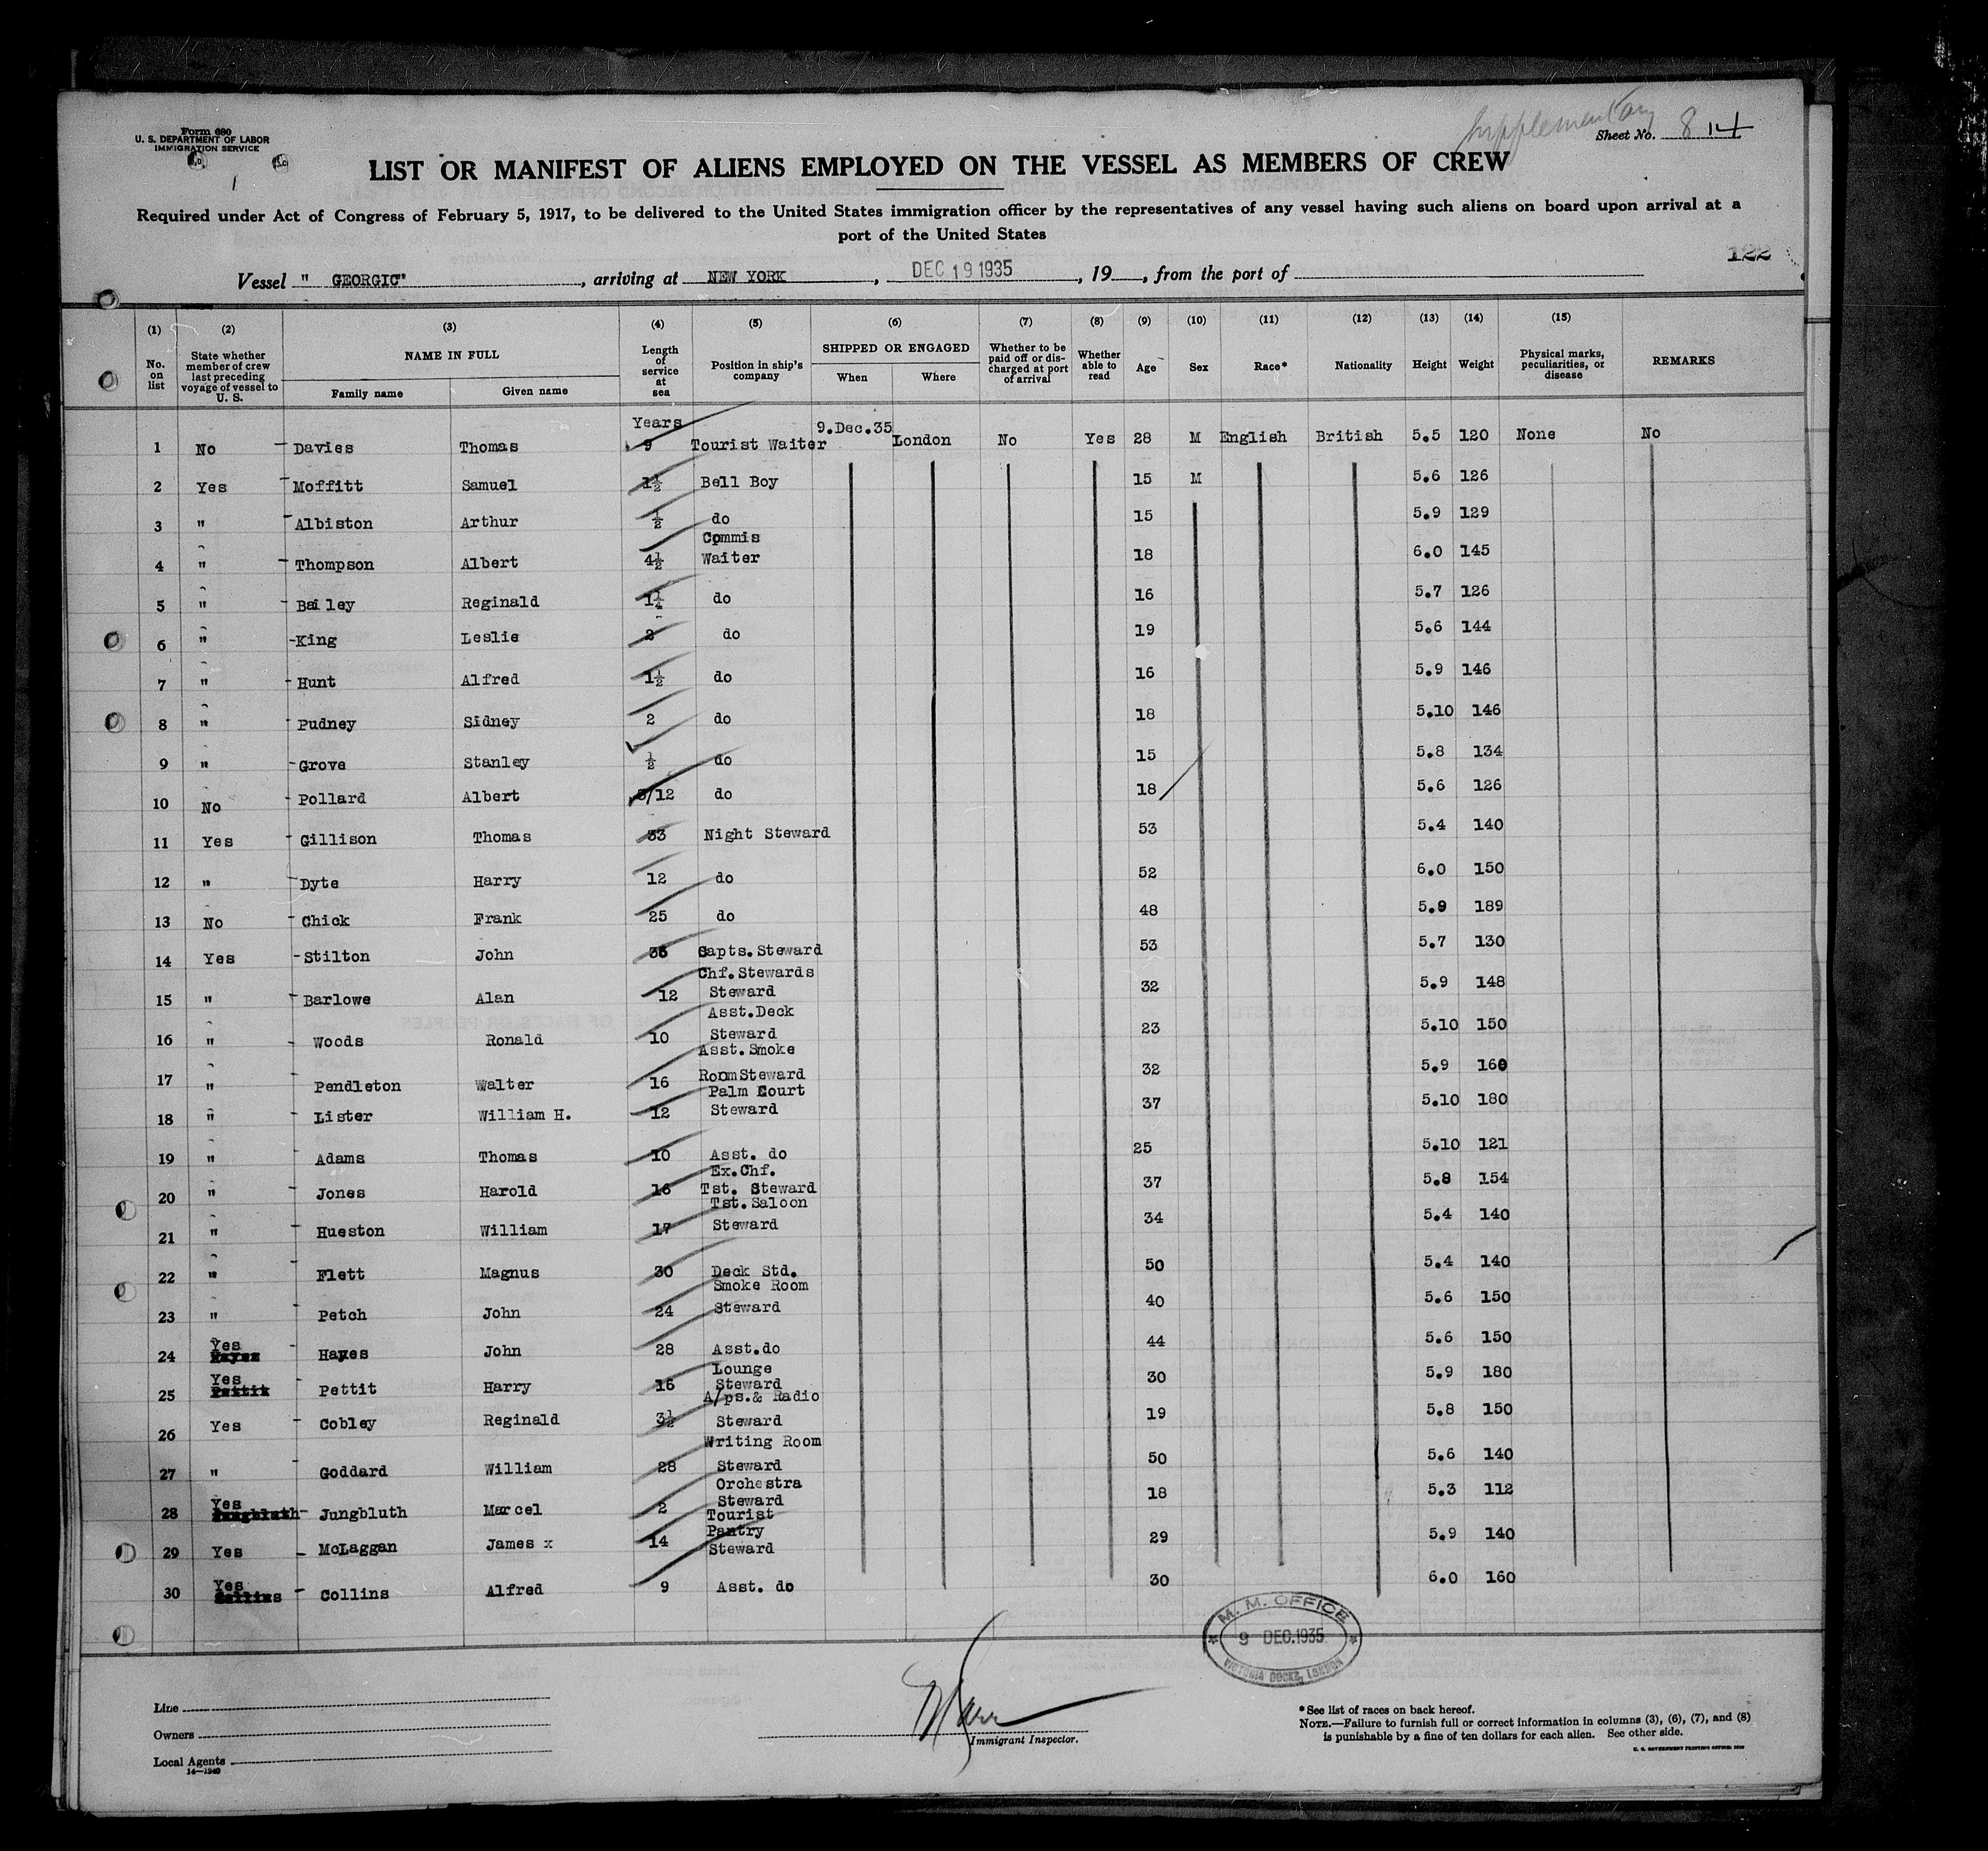 Form 680
U. S. DEPARTMENT OF LABOR
IMMIGRATION SERVICE
Supplementary
Sheet No. 8 14
LIST OR MANIFEST OF ALIENS EMPLOYED ON THE VESSEL AS MEMBERS OF CREW
Required under Act of Congress of February 5, 1917, to be delivered to the United States immigration officer by the representatives of any vessel having such aliens on board upon arrival at a
port of the United States
122
Vessel " GEORGIC", arriving at NEW YORK, DEC 19 1935, 19, from the port of
(1) (2) (3) (4) (5) (6) (7) (8) (9) (10) (11) (12) (13) (14) (15)
No. on list State whether member of crew last preceding voyage of vessel to U. S. NAME IN FULL Family name Given name Length of service at sea Position in ship's company SHIPPED OR ENGAGED When Where Whether to be paid off or discharged at port of arrival Whether able to read Age Sex Race* Nationality Height Weight Physical marks, peculiarities, or disease REMARKS
Years
1 No Davies Thomas 9 Tourist Waiter 9.Dec.35 London No Yes 28 M English British 5.5 120 None No
2 Yes Moffitt Samuel 1½ Bell Boy 15 M 5.6 126
3 " Albiston Arthur ½ do 15 5.9 129
4 " Thompson Albert 4½ Commis Waiter 18 6.0 145
5 " Bailey Reginald 1¼ do 16 5.7 126
6 " King Leslie 2 do 19 5.6 144
7 " Hunt Alfred 1½ do 16 5.9 146
8 " Pudney Sidney 2 do 18 5.10 146
9 " Grove Stanley ½ do 15 5.8 134
10 No Pollard Albert 5/12 do 18 5.6 126
11 Yes Gillison Thomas 33 Night Steward 53 5.4 140
12 " Dyte Harry 12 do 52 6.0 150
13 No Chick Frank 25 do 48 5.9 189
14 Yes Stilton John 36 Capts.Steward 53 5.7 130
15 " Barlowe Alan 12 Chf.Stewards Steward 32 5.9 148
16 " Woods Ronald 10 Asst.Deck Steward 23 5.10 150
17 " Pendleton Walter 16 Asst.Smoke RoomSteward 32 5.9 160
18 " Lister William H. 12 Palm Court Steward 37 5.10 180
19 " Adams Thomas 10 Asst. do 25 5.10 121
20 " Jones Harold 16 Ex.Chf. Tst. Steward 37 5.8 154
21 " Hueston William 17 Tst.Saloon Steward 34 5.4 140
22 " Flett Magnus 30 Deck Std. 50 5.4 140
23 " Petch John 24 Smoke Room Steward 40 5.6 150
24 Yes Hayes John 28 Asst.do 44 5.6 150
25 Yes Pettit Harry 16 Lounge Steward 30 5.9 180
26 Yes Cobley Reginald 3½ A/ps.& Radio Steward 19 5.8 150
27 " Goddard William 28 Writing Room Steward 50 5.6 140
28 Yes Jungbluth Marcel 2 Orchestra Steward 18 5.3 112
29 Yes McLaggan James x 14 Tourist Pantry Steward 29 5.9 140
30 Yes Collins Alfred 9 Asst. do 30 6.0 160
M. M. OFFICE
9 DEC.1935
VICTORIA DOCKS, LONDON
Line
Owners
Local Agents
14—1240
Immigrant Inspector.
* See list of races on back hereof.
NOTE.—Failure to furnish full or correct information in columns (3), (6), (7), and (8)
is punishable by a fine of ten dollars for each alien. See other side.